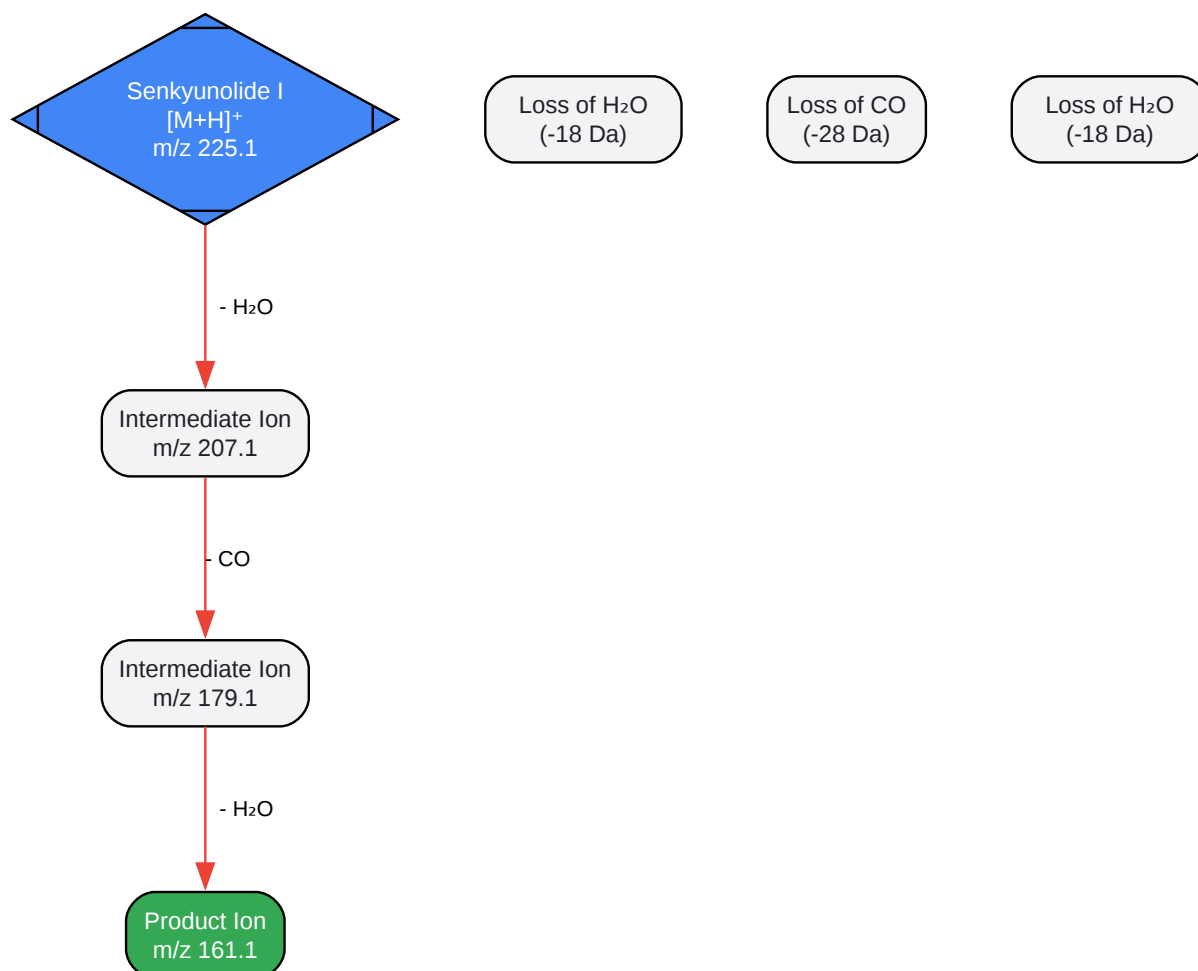 Senkyunolide I
[M+H]⁺
m/z 225.1
Loss of H₂O
(-18 Da)
Loss of CO
(-28 Da)
Loss of H₂O
(-18 Da)
- H₂O
Intermediate Ion
m/z 207.1
- CO
Intermediate Ion
m/z 179.1
- H₂O
Product Ion
m/z 161.1